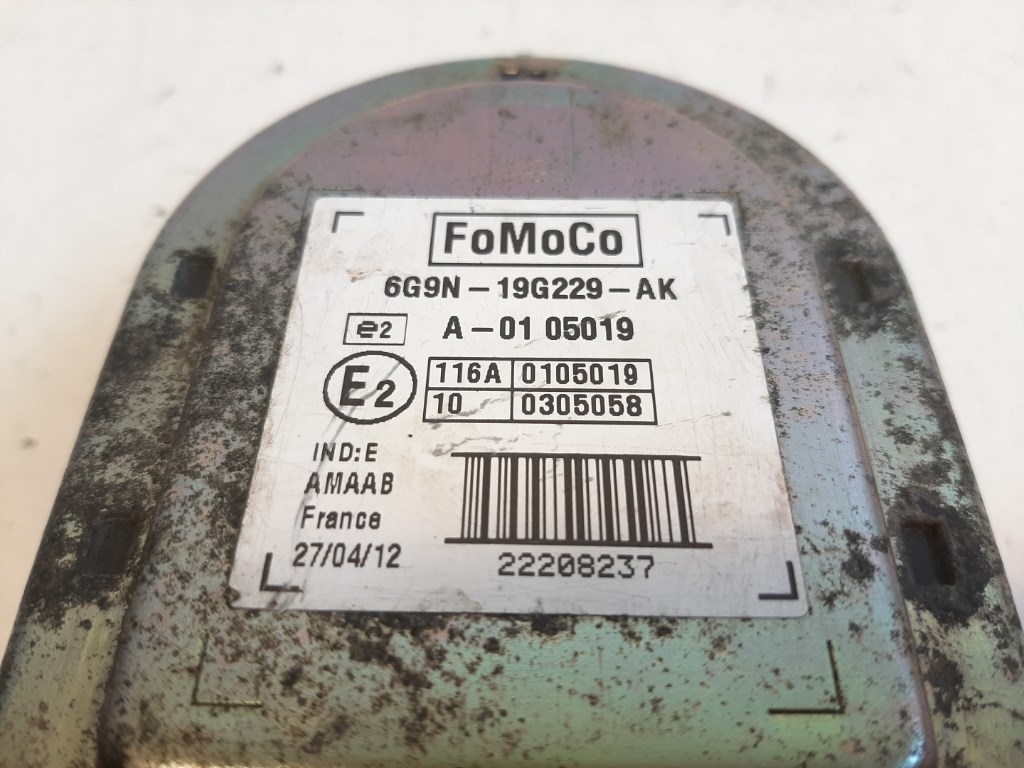 FoMoCo
6G9N-19G229-AK
e2 A-01 05019
E2 116A 0105019
10 0305058
IND:E
AMAAB
France
27/04/12
22208237